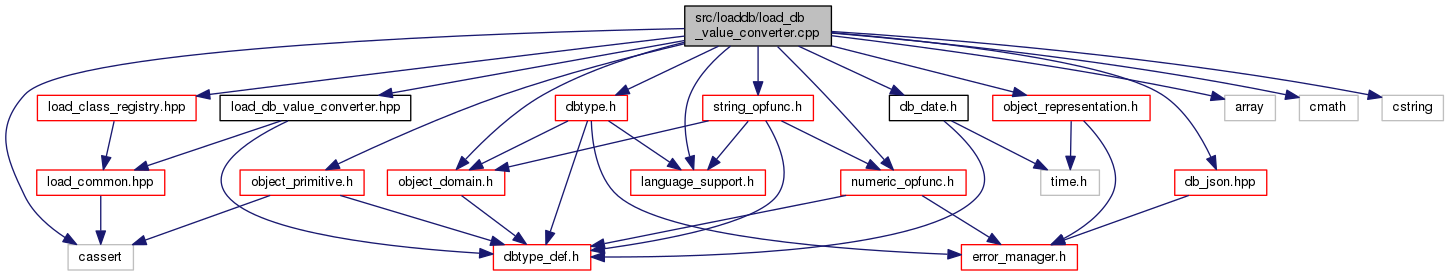 src/loaddb/load_db
_value_converter.cpp
load_class_registry.hpp
load_db_value_converter.hpp
dbtype.h
string_opfunc.h
db_date.h
object_representation.h
array
cmath
cstring
load_common.hpp
object_primitive.h
object_domain.h
language_support.h
numeric_opfunc.h
time.h
db_json.hpp
cassert
dbtype_def.h
error_manager.h